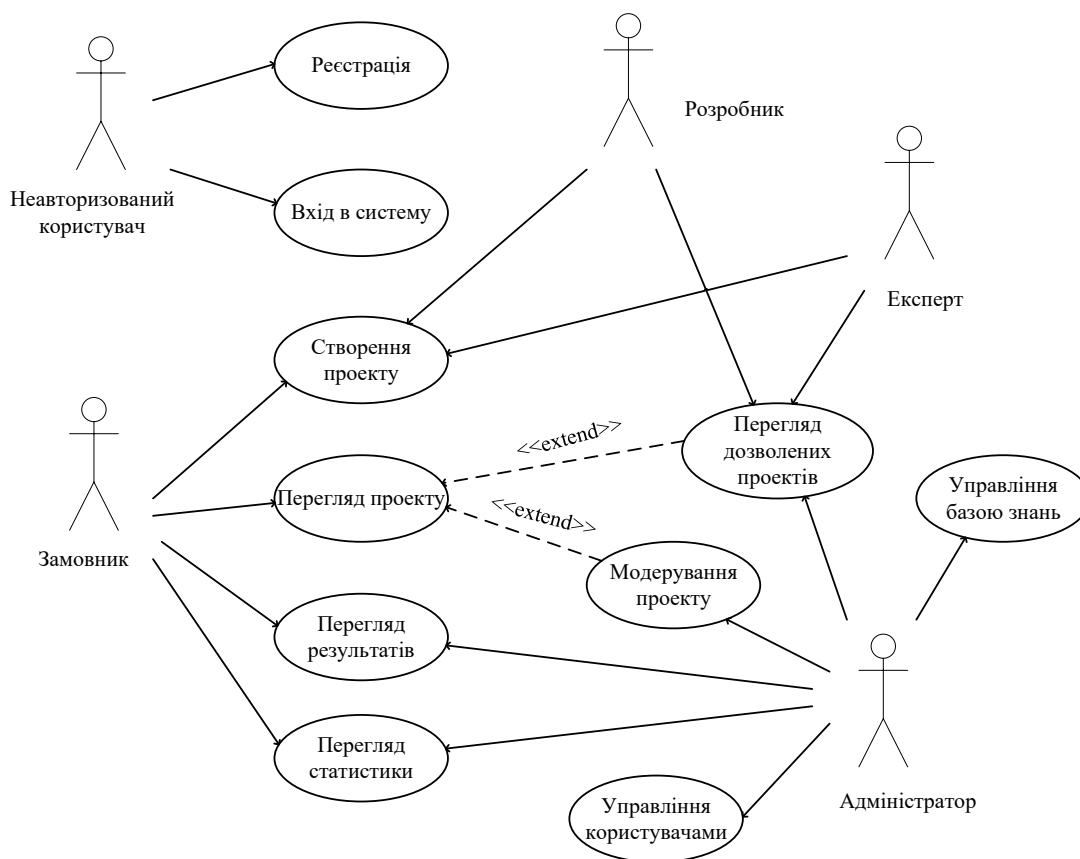 Реєстрація
Розробник
Неавторизований
користувач
Вхід в систему
Експерт
Створення
проекту
<<extend>>
Перегляд
дозволених
проектів
Перегляд проекту
<<extend>>
Управління
базою знань
Замовник
Модерування
проекту
Перегляд
результатів
Перегляд
статистики
Адміністратор
Управління
користувачами